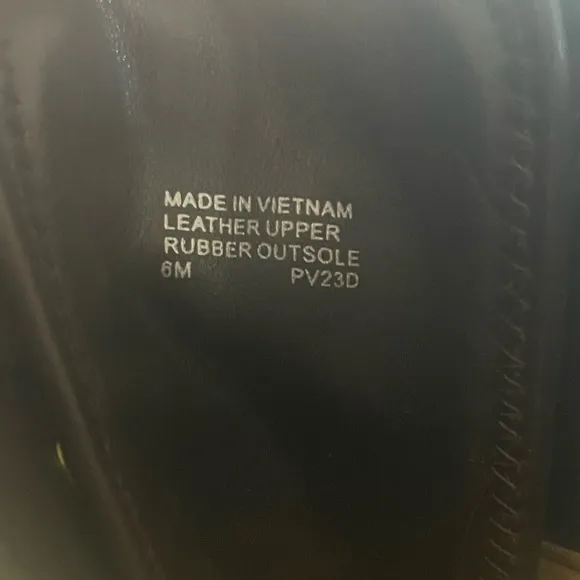 MADE IN VIETNAM
LEATHER UPPER
RUBBER OUTSOLE
6M PV23D